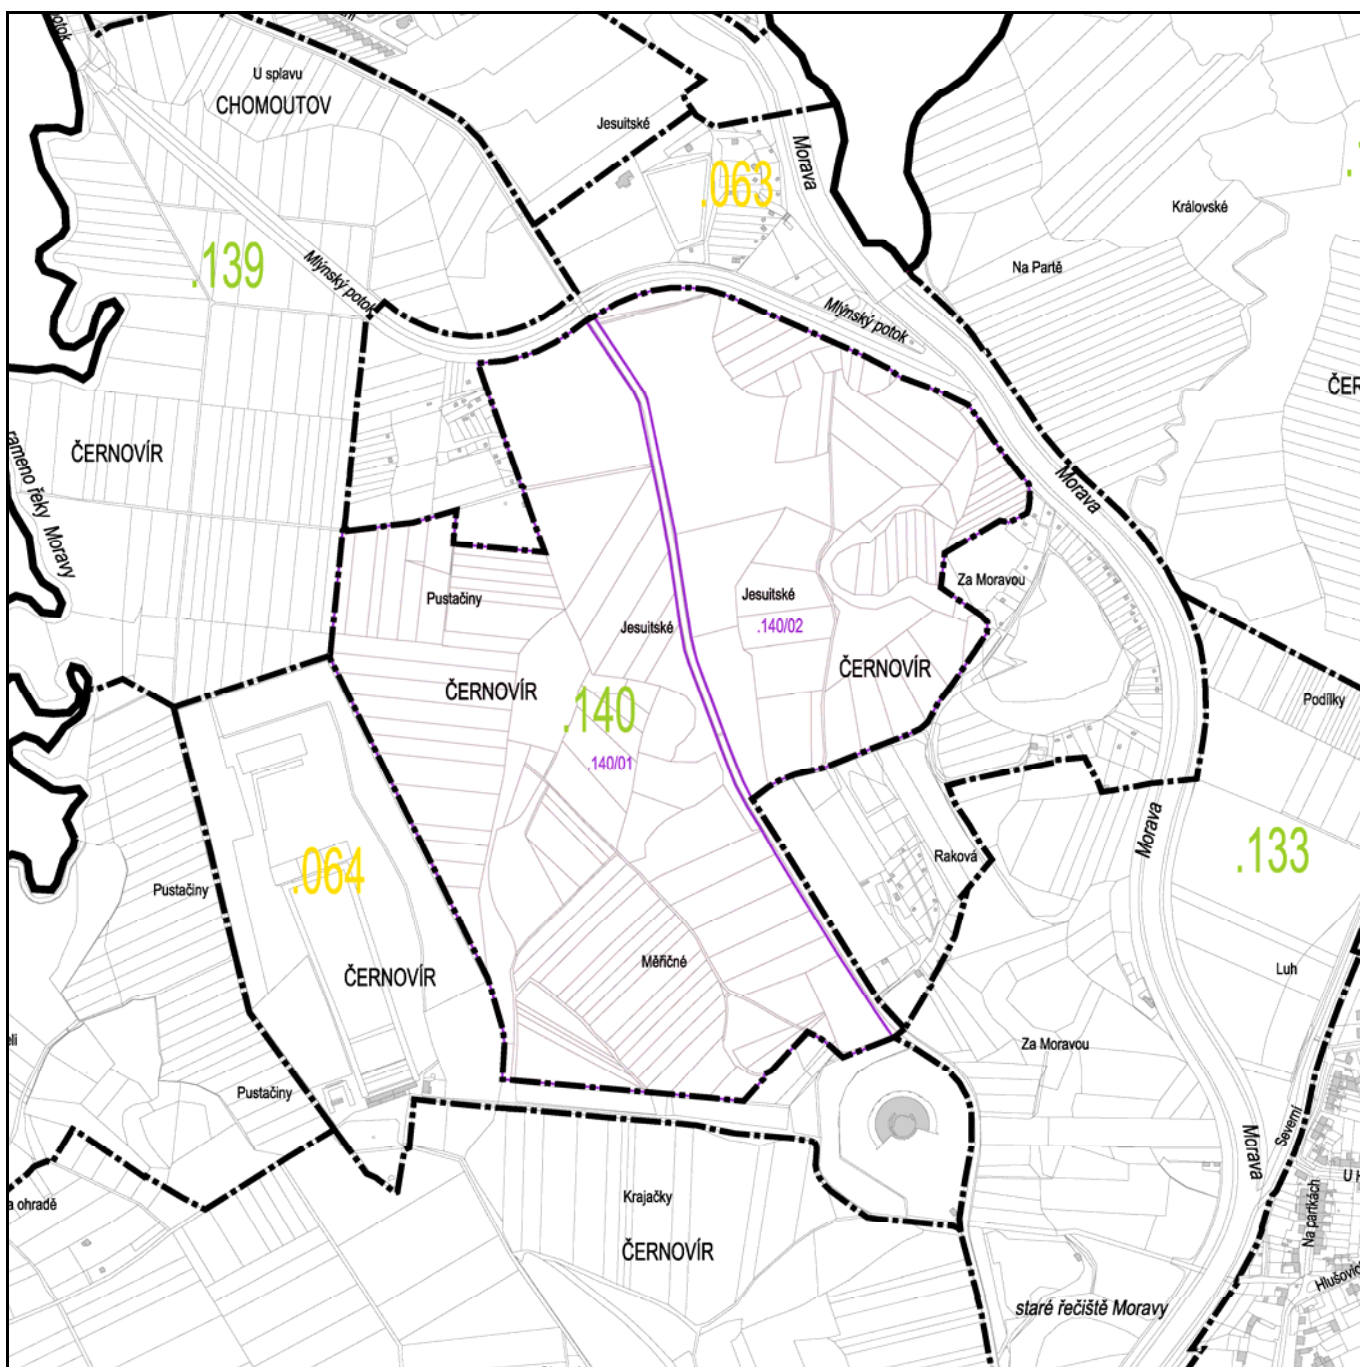 potok
U splavu
CHOMOUTOV
Jesuitské
Morava
.063
Královské
.139
Mlýnský potok
Na Partě
Mlýnský potok
ČERNOVÍR
rameno řeky Moravy
Morava
Pustačiny
Jesuitské
.140/02
Za Moravou
Jesuitské
ČERNOVÍR
ČERNOVÍR
.140
.140/01
Podílky
Morava
.133
Raková
.064
Pustačiny
ČERNOVÍR
Měřičné
Luh
Za Moravou
Pustačiny
Severní
Morava
Krajačky
ČERNOVÍR
Na partkách
staré řečiště Moravy